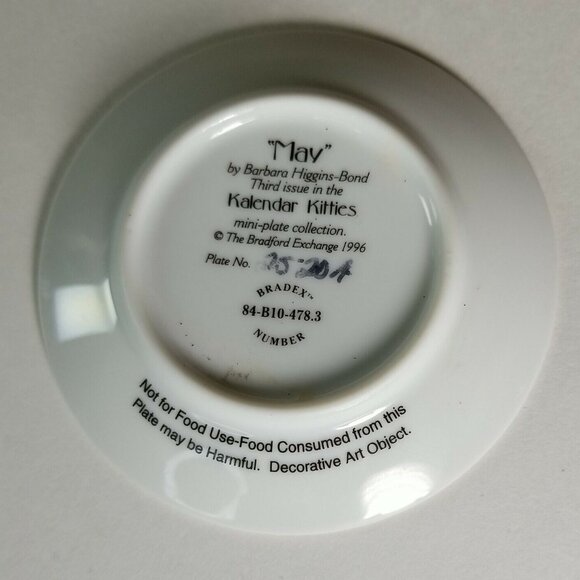 "May"
by Barbara Higgins-Bond
Third issue in the
Kalendar Kitties
mini-plate collection.
© The Bradford Exchange 1996
Plate No.
BRADEX™
84-B10-478.3
NUMBER
Not for Food Use-Food Consumed from this
Plate may be Harmful. Decorative Art Object.